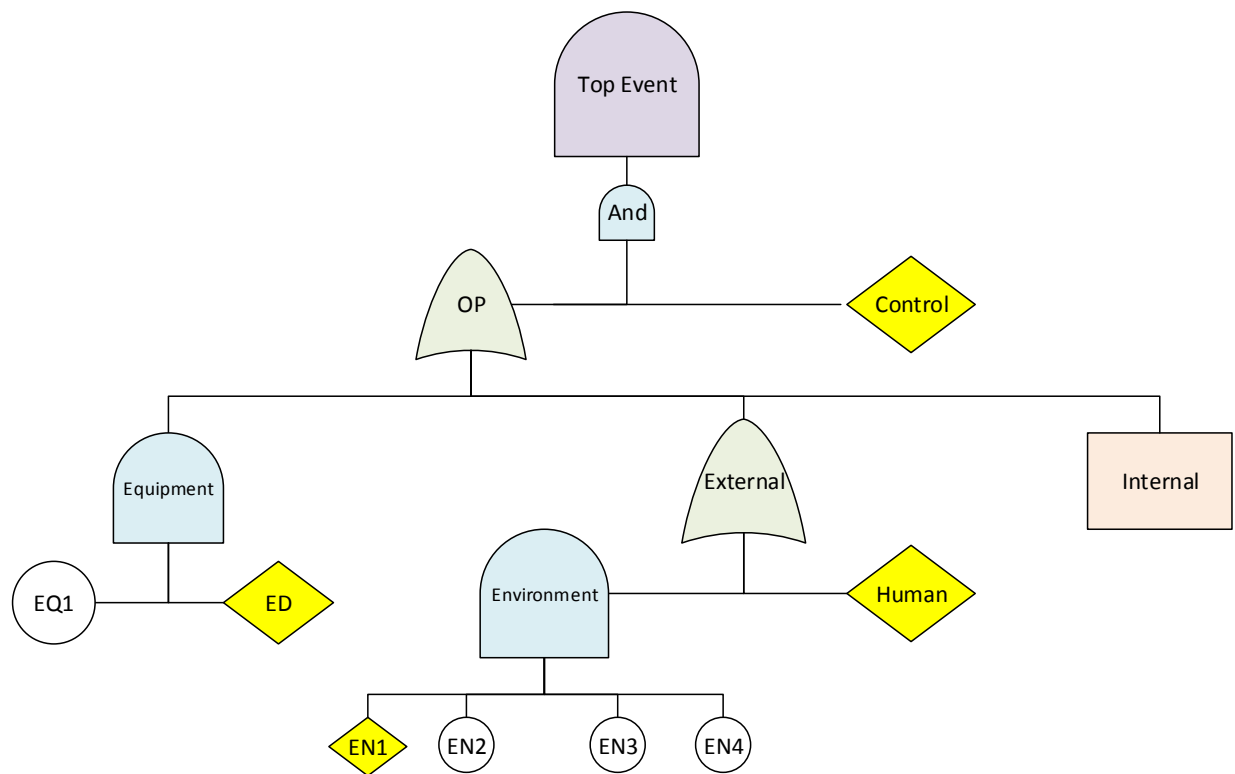 Top Event
And
OP
Control
Equipment
External
Internal
EQ1
ED
Environment
Human
EN1
EN2
EN3
EN4